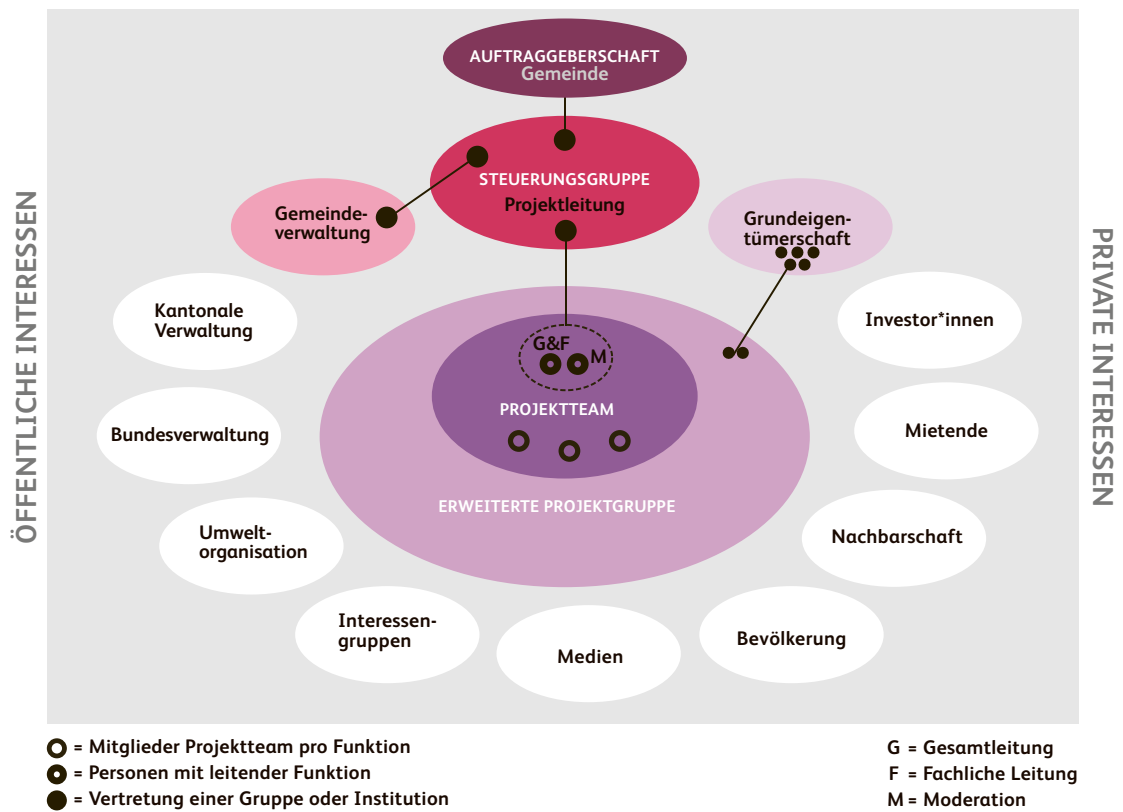 AUFTRAGGEBERSCHAFT
Gemeinde
STEUERUNGSGRUPPE
Projektleitung
Gemeinde-
verwaltung
Grundeigen-
tümerschaft
Kantonale
Verwaltung
Investor*innen
G&F
M
PROJEKTTEAM
Bundesverwaltung
Mietende
ERWEITERTE PROJEKTGRUPPE
Umwelt-
organisation
Nachbarschaft
Interessen-
gruppen
Medien
Bevölkerung
ÖFFENTLICHE INTERESSEN
PRIVATE INTERESSEN
= Mitglieder Projektteam pro Funktion
= Personen mit leitender Funktion
= Vertretung einer Gruppe oder Institution
G = Gesamtleitung
F = Fachliche Leitung
M = Moderation